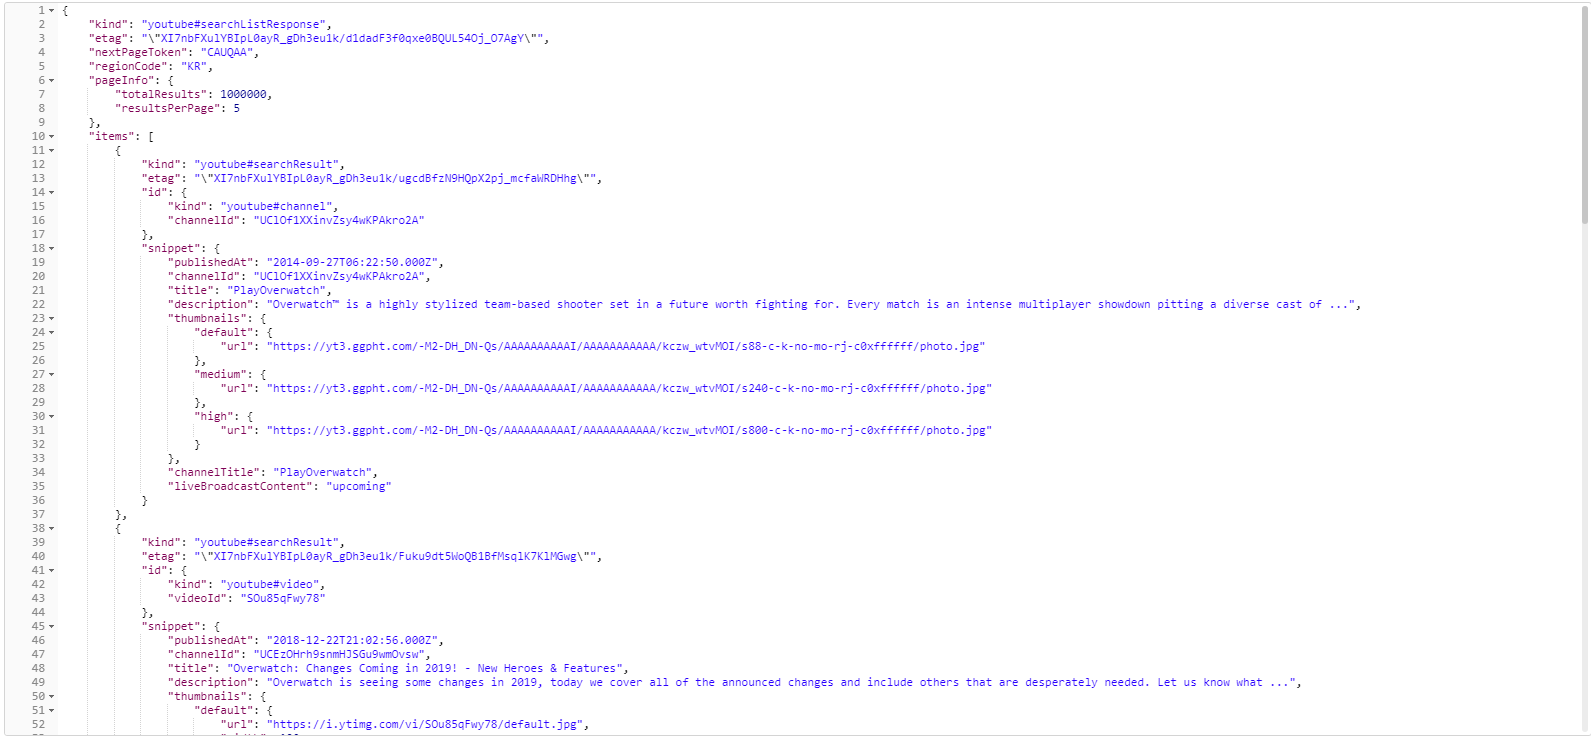 1 {
2 "kind": "youtube#searchListResponse",
3 "etag": "\"XI7nbFXulYBIpL0ayR_gDh3eu1k/d1dadF3f0qxe0BQUL54Oj_O7AgY\"",
4 "nextPageToken": "CAUQAA",
5 "regionCode": "KR",
6 "pageInfo": {
7 "totalResults": 1000000,
8 "resultsPerPage": 5
9 },
10 "items": [
11 {
12 "kind": "youtube#searchResult",
13 "etag": "\"XI7nbFXulYBIpL0ayR_gDh3eu1k/ugcdBfzN9HQpX2pj_mcfaWRDHhg\"",
14 "id": {
15 "kind": "youtube#channel",
16 "channelId": "UClOf1XXinvZsy4wKPAkro2A"
17 },
18 "snippet": {
19 "publishedAt": "2014-09-27T06:22:50.000Z",
20 "channelId": "UClOf1XXinvZsy4wKPAkro2A",
21 "title": "PlayOverwatch",
22 "description": "Overwatch™ is a highly stylized team-based shooter set in a future worth fighting for. Every match is an intense multiplayer showdown pitting a diverse cast of ...",
23 "thumbnails": {
24 "default": {
25 "url": "https://yt3.ggpht.com/-M2-DH_DN-Qs/AAAAAAAAAAI/AAAAAAAAAAA/kczw_wtvMOI/s88-c-k-no-mo-rj-c0xffffff/photo.jpg"
26 },
27 "medium": {
28 "url": "https://yt3.ggpht.com/-M2-DH_DN-Qs/AAAAAAAAAAI/AAAAAAAAAAA/kczw_wtvMOI/s240-c-k-no-mo-rj-c0xffffff/photo.jpg"
29 },
30 "high": {
31 "url": "https://yt3.ggpht.com/-M2-DH_DN-Qs/AAAAAAAAAAI/AAAAAAAAAAA/kczw_wtvMOI/s800-c-k-no-mo-rj-c0xffffff/photo.jpg"
32 }
33 },
34 "channelTitle": "PlayOverwatch",
35 "liveBroadcastContent": "upcoming"
36 }
37 },
38 {
39 "kind": "youtube#searchResult",
40 "etag": "\"XI7nbFXulYBIpL0ayR_gDh3eu1k/Fuku9dt5WoQB1BfMsqlK7KlMGwg\"",
41 "id": {
42 "kind": "youtube#video",
43 "videoId": "SOu85qFwy78"
44 },
45 "snippet": {
46 "publishedAt": "2018-12-22T21:02:56.000Z",
47 "channelId": "UCEzOHrh9snmHJSGu9wmOvsw",
48 "title": "Overwatch: Changes Coming in 2019! - New Heroes & Features",
49 "description": "Overwatch is seeing some changes in 2019, today we cover all of the announced changes and include others that are desperately needed. Let us know what ...",
50 "thumbnails": {
51 "default": {
52 "url": "https://i.ytimg.com/vi/SOu85qFwy78/default.jpg",